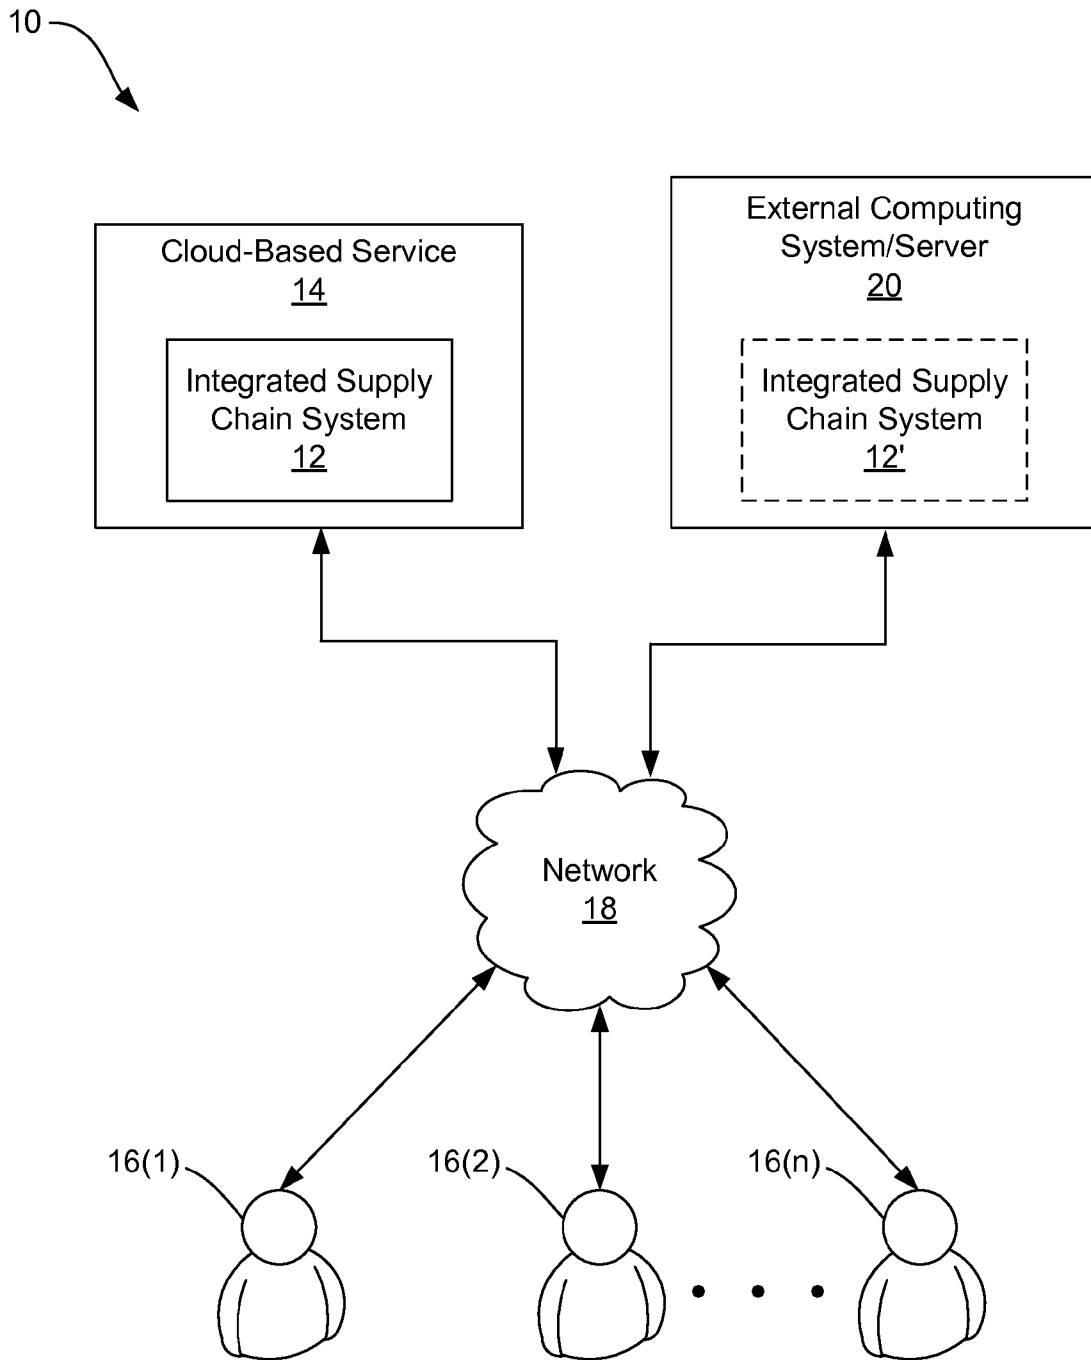 10
Cloud-Based Service
14
Integrated Supply
Chain System
12
External Computing
System/Server
20
Integrated Supply
Chain System
12'
Network
18
16(1)
16(2)
16(n)